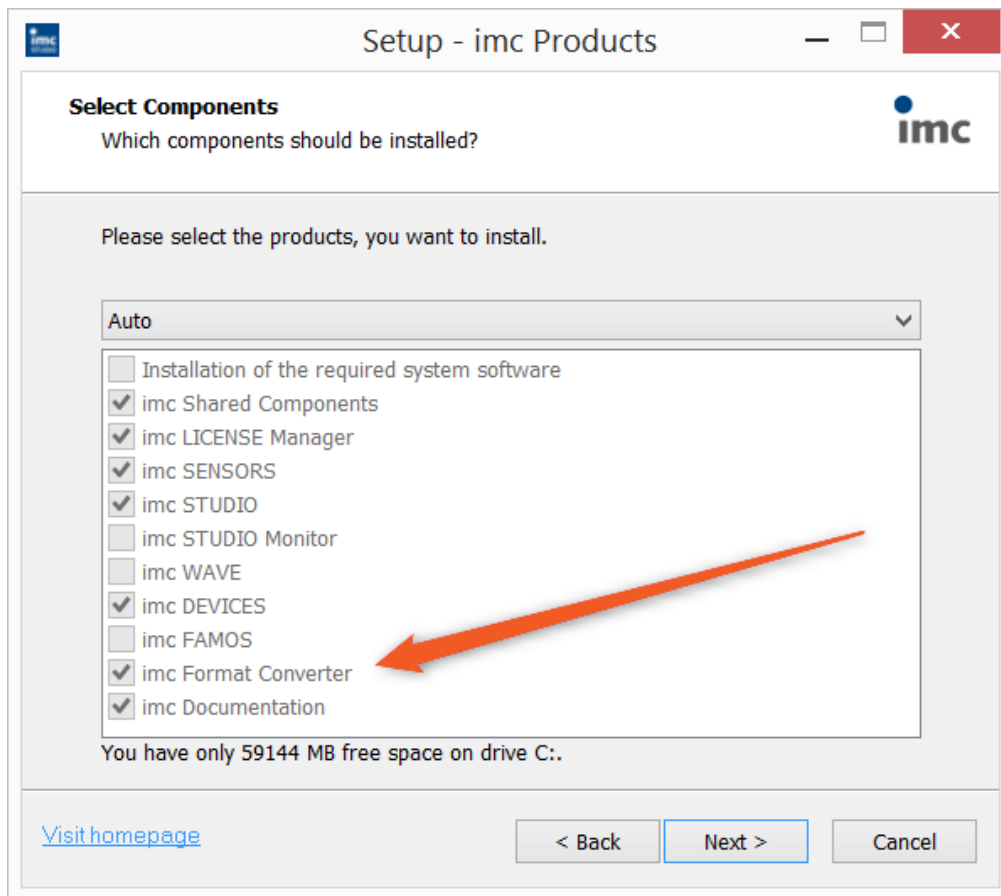 imc
STUDIO
Setup - imc Products
Select Components
Which components should be installed?
imc
Please select the products, you want to install.
Auto
Installation of the required system software
imc Shared Components
imc LICENSE Manager
imc SENSORS
imc STUDIO
imc STUDIO Monitor
imc WAVE
imc DEVICES
imc FAMOS
imc Format Converter
imc Documentation
You have only 59144 MB free space on drive C:.
Visit homepage
< Back
Next >
Cancel